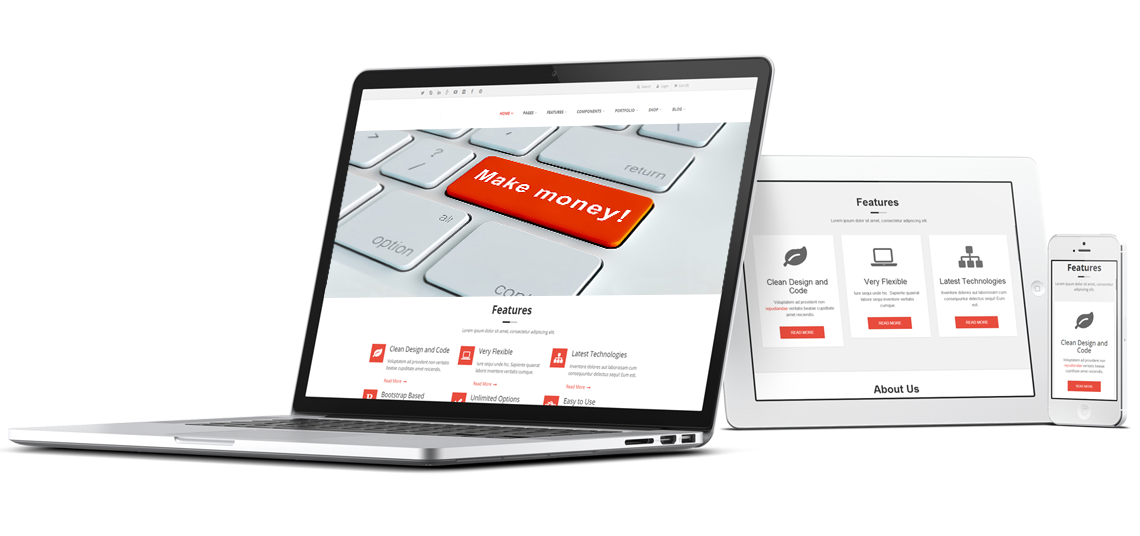 Search Login
HOME PAGES FEATURES COMPONENTS PORTFOLIO SHOP BLOG
?
/
return
Make money!
alt
option
Features
Lorem ipsum dolor sit amet, consectetur adipiscing elit.
Clean Design and Code
Voluptatem ad provident non veritatis
beatae cupiditate amet reiciendis.
Read More
Very Flexible
Iure sequi unde hic. Sapiente quaerat
labore inventore veritatis cumque.
Read More
Latest Technologies
Inventore dolores aut laboriosam cum
consequuntur delectus sequi! Eum est.
Read More
B
Bootstrap Based
Unlimited Options
Easy to Use
Features
Lorem ipsum dolor sit amet, consectetur adipiscing elit.
Clean Design and
Code
Voluptatem ad provident non
repudiandae veritatis beatae cupiditate
amet reiciendis.
READ MORE
Very Flexible
Iure sequi unde hic. Sapiente quaerat
labore sequi inventore veritatis
cumque.
READ MORE
Latest Technologies
Inventore dolores aut laboriosam cum
consequuntur delectus sequi! Eum
est.
READ MORE
About Us
Features
Lorem ipsum dolor sit amet, consectetur
adipiscing elit.
Clean Design and
Code
Voluptatem ad provident non
repudiandae veritatis beatae
cupiditate amet reiciendis.
READ MORE